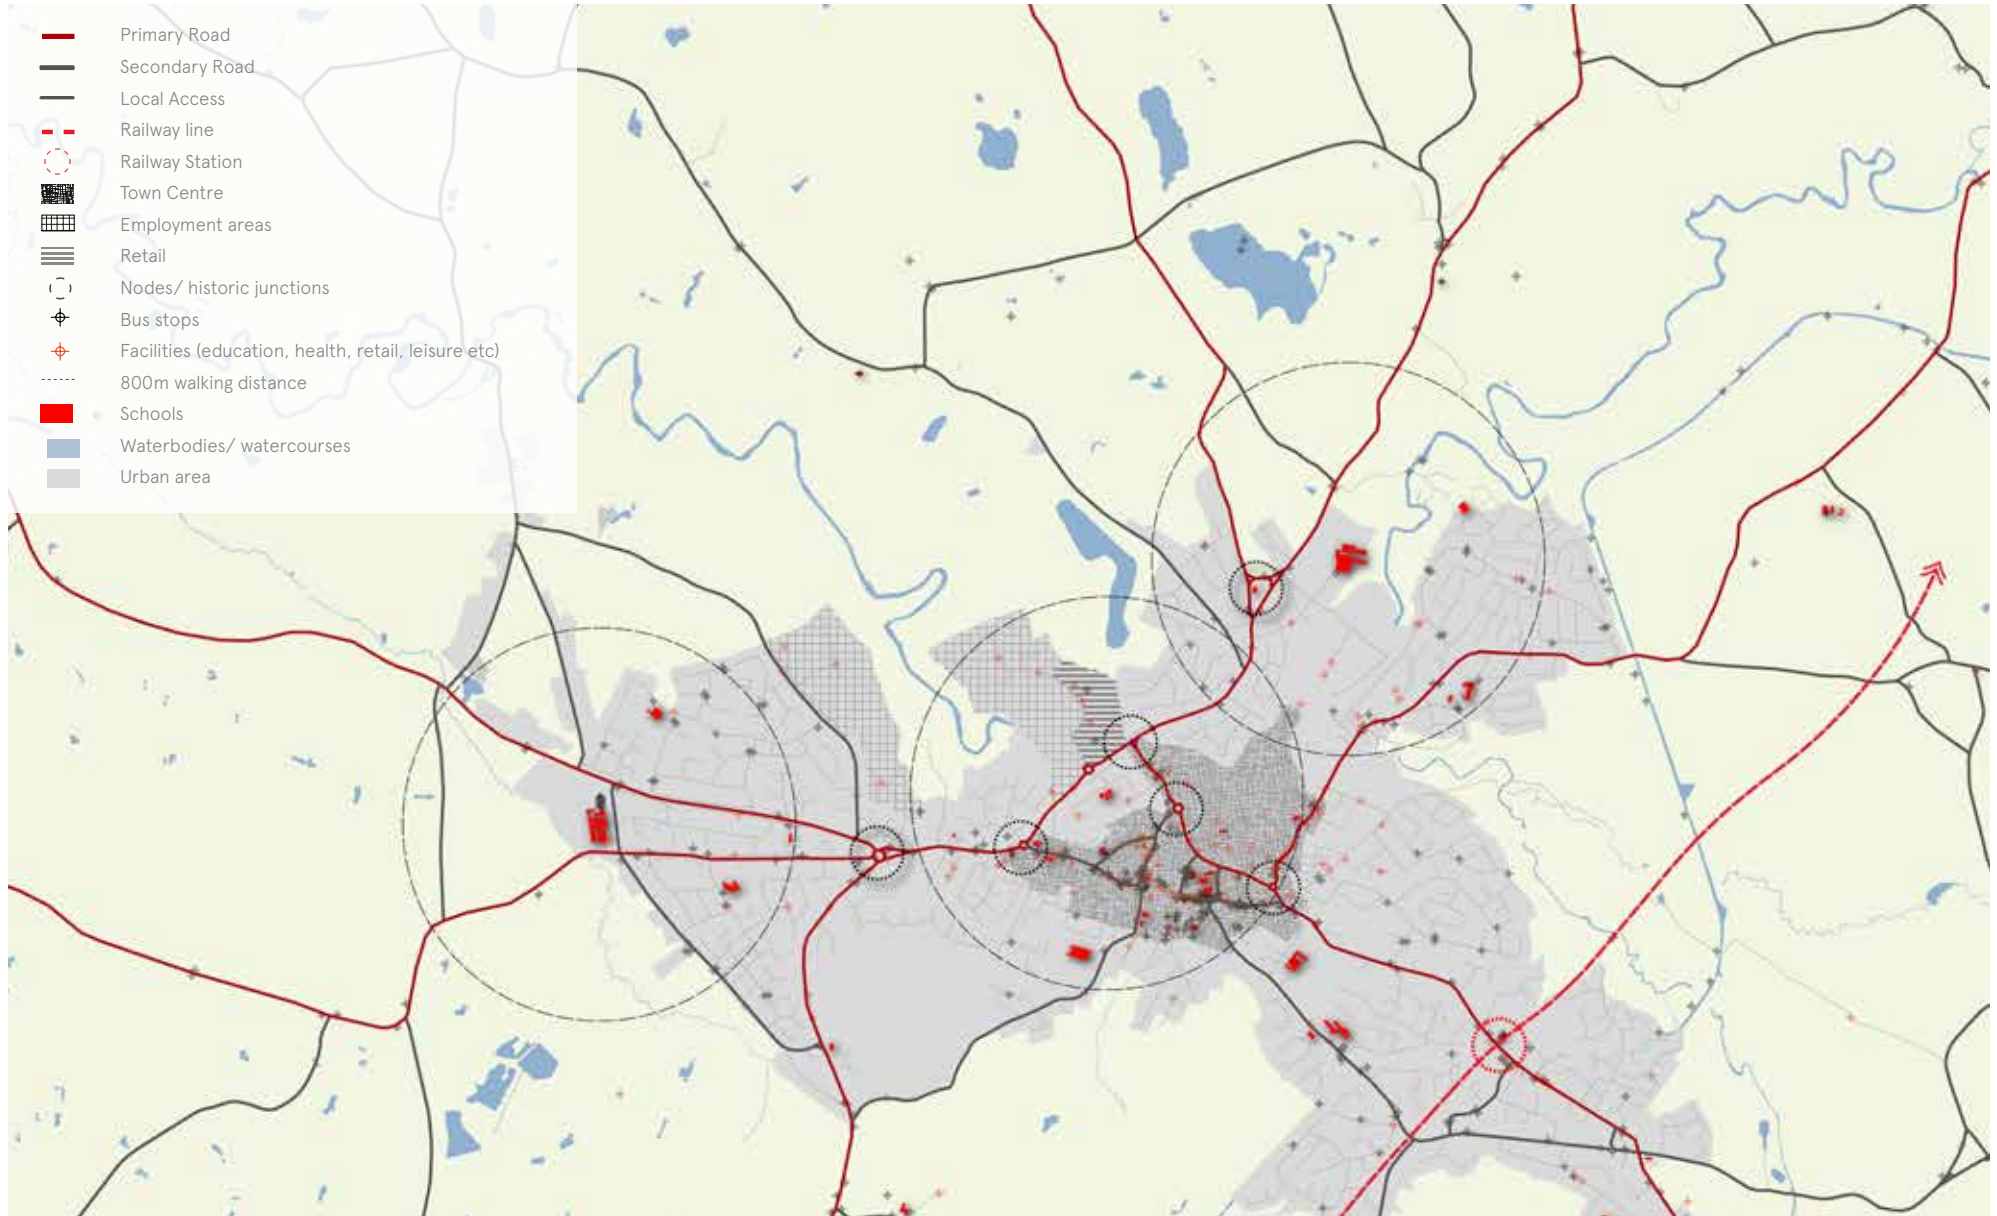 Primary Road
Secondary Road
Local Access
Railway line
Railway Station
Town Centre
Employment areas
Retail
Nodes/ historic junctions
Bus stops
Facilities (education, health, retail, leisure etc)
800m walking distance
Schools
Waterbodies/ watercourses
Urban area